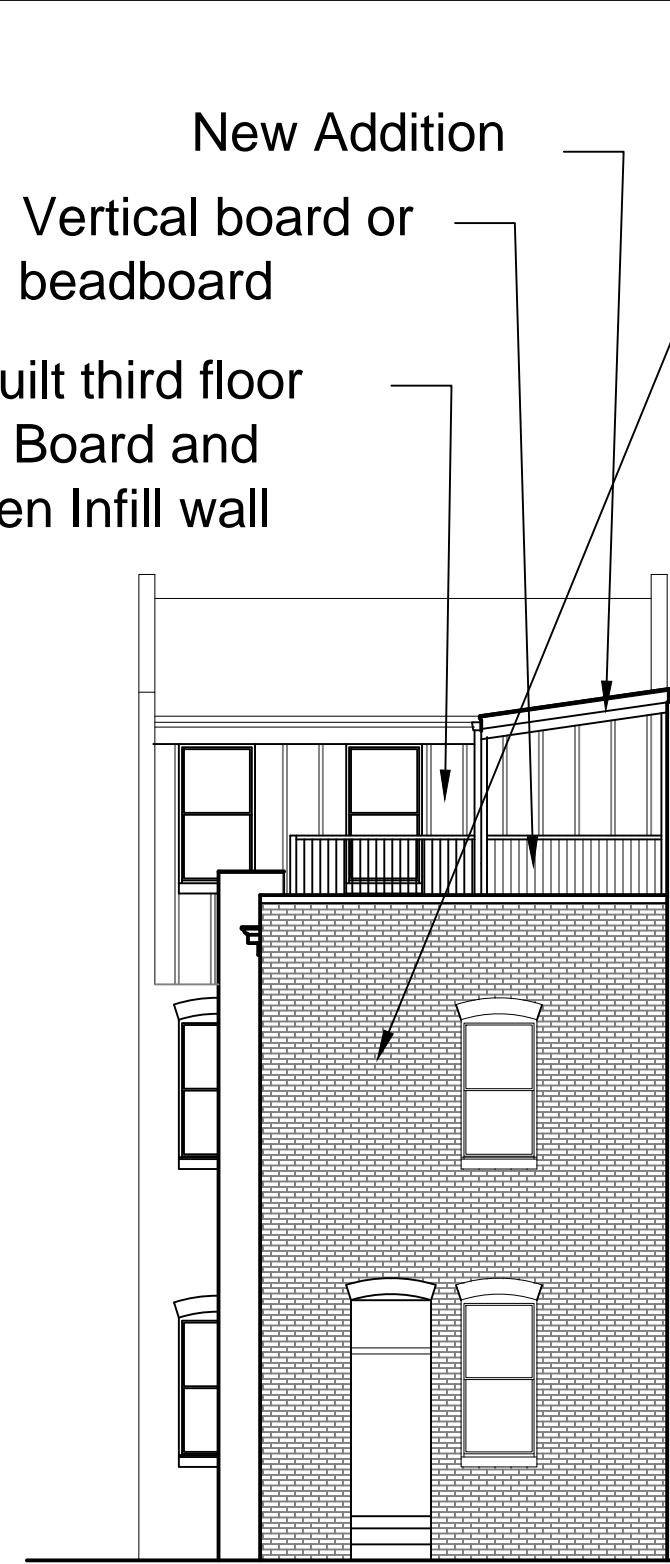 New Addition
Vertical board or
beadboard
uilt third floor
Board and
en Infill wall